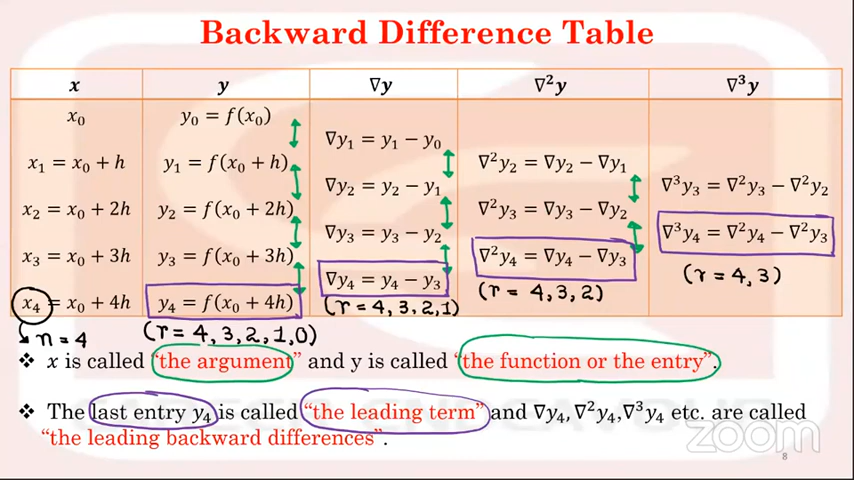 Backward Difference Table
x y ∇y ∇²y ∇³y
x₀ y₀ = f(x₀)
∇y₁ = y₁ − y₀
x₁ = x₀ + h y₁ = f(x₀ + h) ∇²y₂ = ∇y₂ − ∇y₁
∇y₂ = y₂ − y₁ ∇³y₃ = ∇²y₃ − ∇²y₂
x₂ = x₀ + 2h y₂ = f(x₀ + 2h) ∇²y₃ = ∇y₃ − ∇y₂
∇y₃ = y₃ − y₂ ∇³y₄ = ∇²y₄ − ∇²y₃
x₃ = x₀ + 3h y₃ = f(x₀ + 3h) ∇²y₄ = ∇y₄ − ∇y₃
∇y₄ = y₄ − y₃ (r = 4, 3)
(r = 4, 3, 2)
x₄ = x₀ + 4h y₄ = f(x₀ + 4h) (r = 4, 3, 2, 1)
n = 4 (r = 4, 3, 2, 1, 0)
❖ x is called "the argument" and y is called "the function or the entry".
❖ The last entry y₄ is called "the leading term" and ∇y₄, ∇²y₄,∇³y₄ etc. are called
"the leading backward differences".
zoom
8